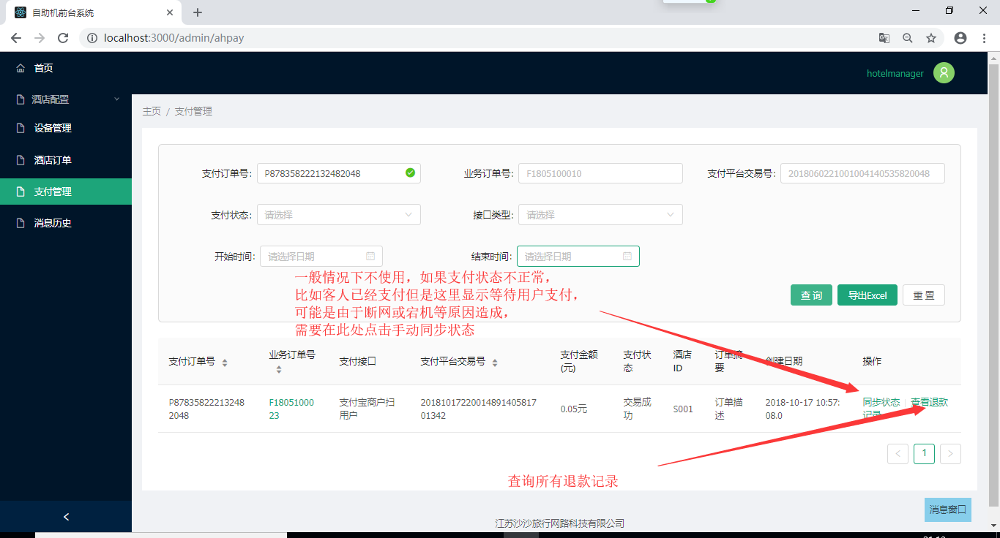 自助机前台系统
localhost:3000/admin/ahpay
首页
hotelmanager
酒店配置
主页 / 支付管理
设备管理
酒店订单
支付管理
消息历史
支付订单号: P878358222132482048
业务订单号: F1805100010
支付平台交易号: 2018060221001004140535820048
支付状态: 请选择
接口类型: 请选择
开始时间: 请选择日期
结束时间: 请选择日期
一般情况下不使用，如果支付状态不正常，
比如客人已经支付但是这里显示等待用户支付，
可能是由于断网或宕机等原因造成，
需要在此处点击手动同步状态
查 询 导出Excel 重 置
支付订单号 业务订单号 支付接口 支付平台交易号 支付金额 支付状 酒店 订单摘 创建日期 操作
(元) 态 ID 要
P87835822213248 F18051000 支付宝商户扫 20181017220014891405817 0.05元 交易成 S001 订单描 2018-10-17 10:57: 同步状态 查看退款
2048 23 用户 01342 功 述 08.0 记录
< 1 >
查询所有退款记录
消息窗口
江苏沙沙旅行网路科技有限公司